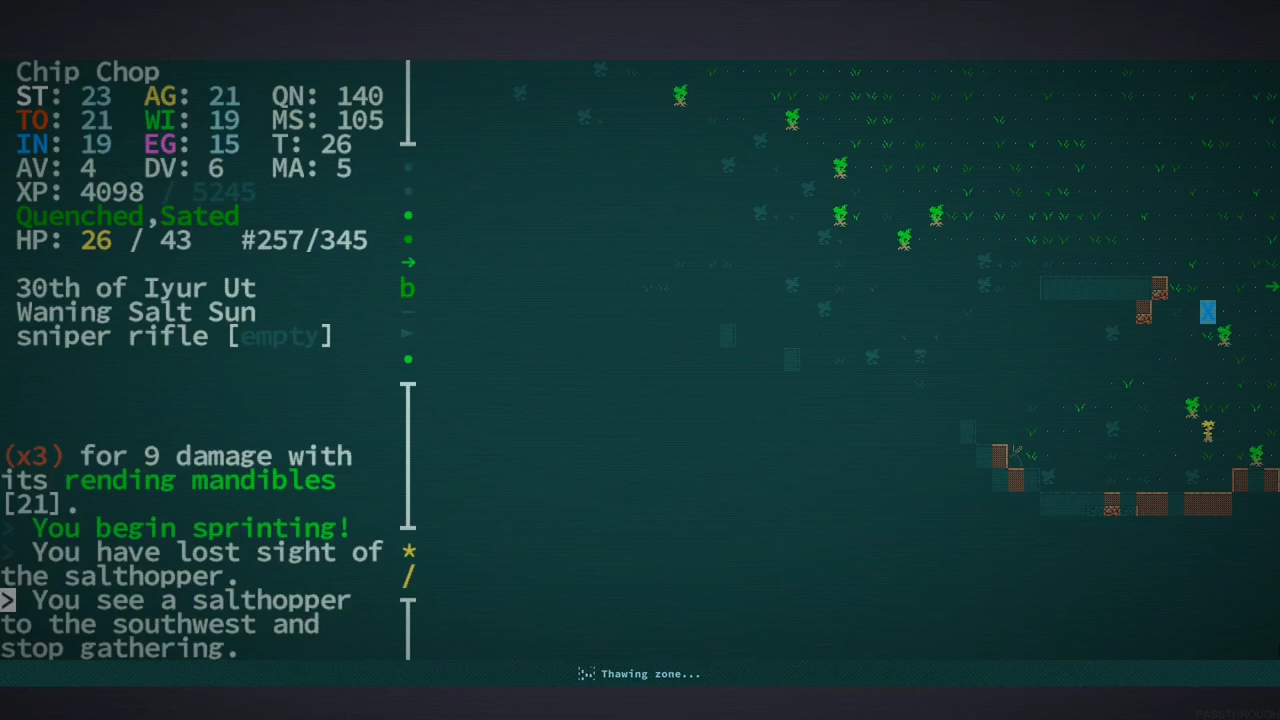 Chip Chop
ST: 23 AG: 21 QN: 140
TO: 21 WI: 19 MS: 105
IN: 19 EG: 15 T: 26
AV: 4 DV: 6 MA: 5
XP: 4098 / 5245
Quenched,Sated
HP: 26 / 43 #257/345
b
30th of Iyur Ut
Waning Salt Sun
sniper rifle [empty]
X
(x3) for 9 damage with
its rending mandibles
[21].
> You begin sprinting!
> You have lost sight of
the salthopper.
> You see a salthopper
to the southwest and
stop gathering.
* 
/
Thawing zone...